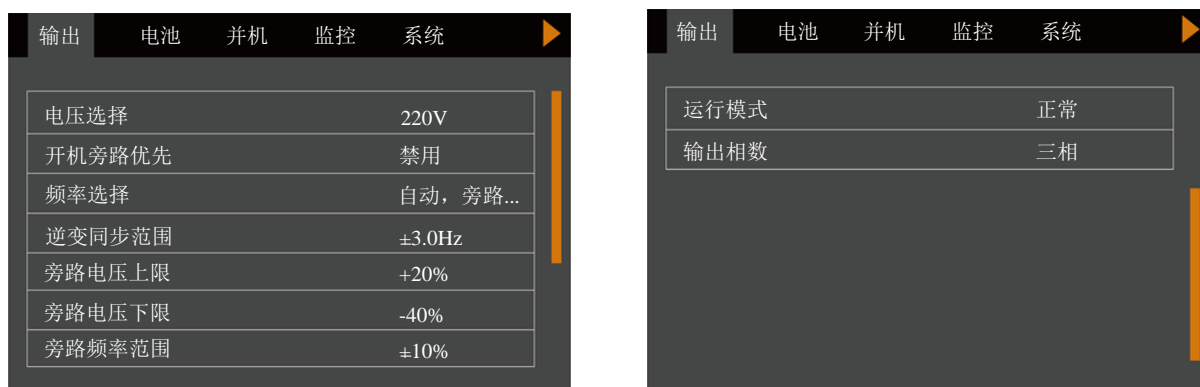 输出 电池 并机 监控 系统
电压选择 220V
开机旁路优先 禁用
频率选择 自动，旁路...
逆变同步范围 ±3.0Hz
旁路电压上限 +20%
旁路电压下限 -40%
旁路频率范围 ±10%
输出 电池 并机 监控 系统
运行模式 正常
输出相数 三相